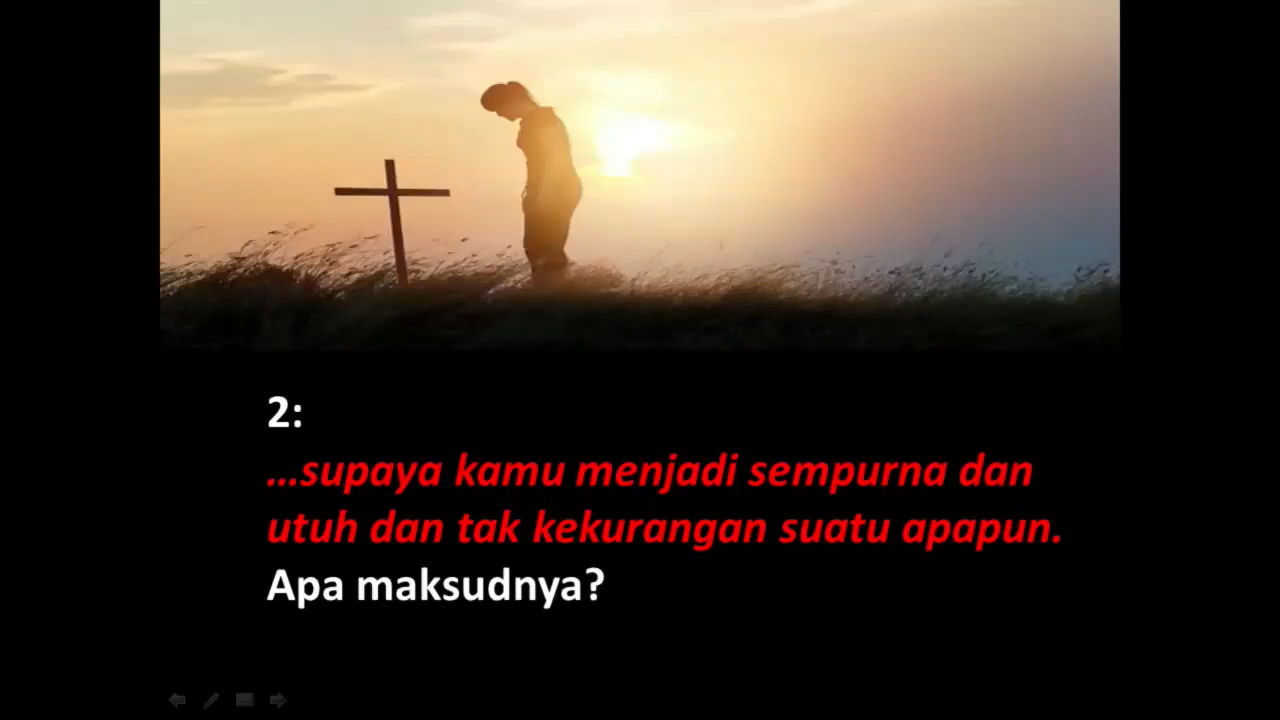 2:
...supaya kamu menjadi sempurna dan
utuh dan tak kekurangan suatu apapun.
Apa maksudnya?